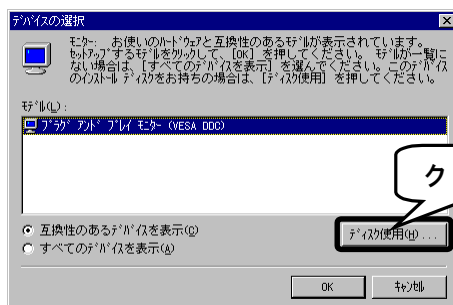 ﾃﾞﾊﾞｲｽの選択
ﾓﾆﾀｰ: お使いのﾊｰﾄﾞｳｪｱと互換性のあるﾓﾃﾞﾙが表示されています。
ｾｯﾄｱｯﾌﾟするﾓﾃﾞﾙをｸﾘｯｸして、[OK] を押してください。 ﾓﾃﾞﾙが一覧に
ない場合は、[すべてのﾃﾞﾊﾞｲｽを表示] を選んでください。このﾃﾞﾊﾞｲｽ
のｲﾝｽﾄｰﾙ ﾃﾞｨｽｸをお持ちの場合は、[ﾃﾞｨｽｸ使用] を押してください。
ﾓﾃﾞﾙ(L):
ﾌﾟﾗｸﾞ ｱﾝﾄﾞ ﾌﾟﾚｲ ﾓﾆﾀｰ (VESA DDC)
ク
互換性のあるﾃﾞﾊﾞｲｽを表示(C)
すべてのﾃﾞﾊﾞｲｽを表示(A)
ﾃﾞｨｽｸ使用(H)...
OK
ｷｬﾝｾﾙ